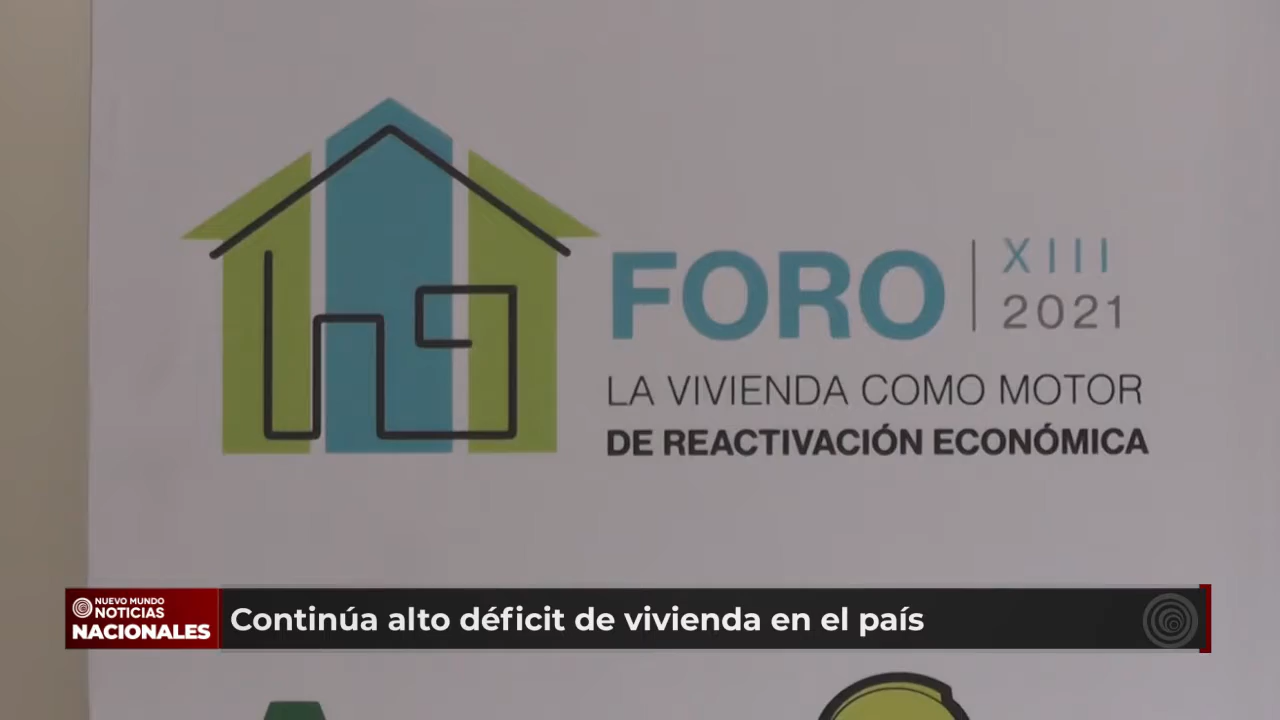 FORO
XIII
2021
LA VIVIENDA COMO MOTOR
DE REACTIVACIÓN ECONÓMICA
NUEVO MUNDO
NOTICIAS
NACIONALES
Continúa alto déficit de vivienda en el país